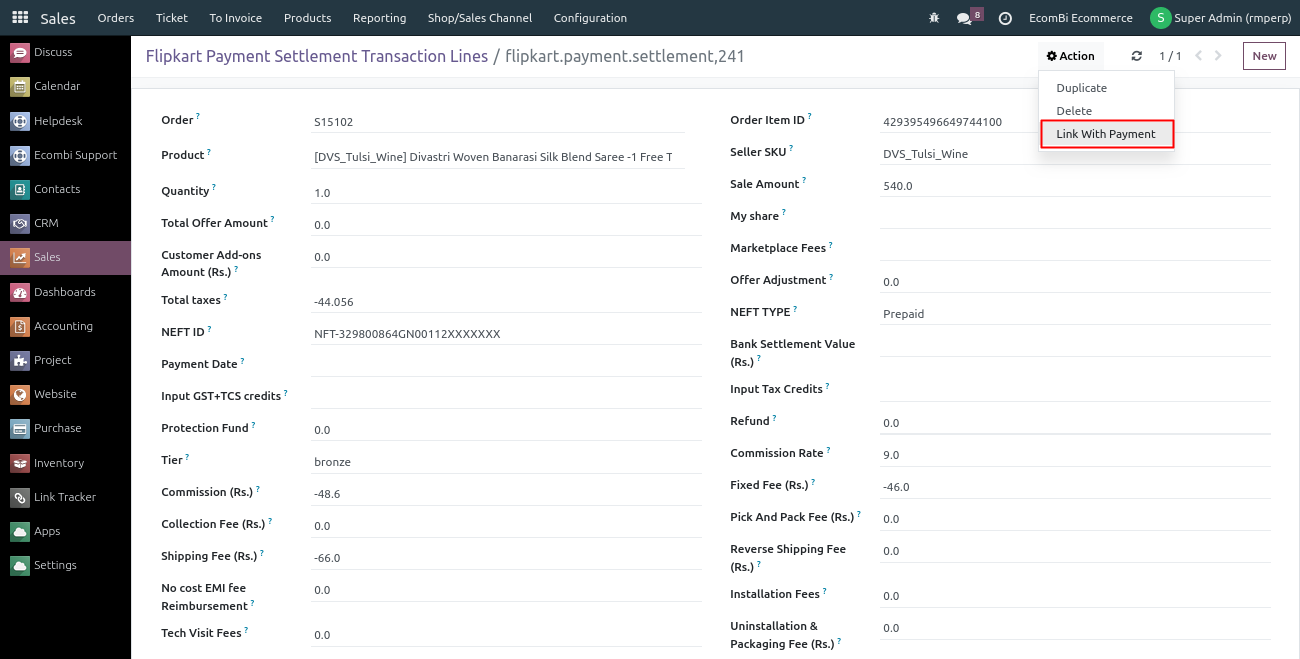 Sales Orders Ticket To Invoice Products Reporting Shop/Sales Channel Configuration 8 EcomBi Ecommerce S Super Admin (rmperp)
Discuss
Calendar
Helpdesk
Ecombi Support
Contacts
CRM
Sales
Dashboards
Accounting
Project
Website
Purchase
Inventory
Link Tracker
Apps
Settings
Flipkart Payment Settlement Transaction Lines / flipkart.payment.settlement,241
Action 1 / 1 New
Duplicate
Delete
Link With Payment
Order ? S15102
Product ? [DVS_Tulsi_Wine] Divastri Woven Banarasi Silk Blend Saree -1 Free T
Quantity ? 1.0
Total Offer Amount ? 0.0
Customer Add-ons
Amount (Rs.) ? 0.0
Total taxes ? -44.056
NEFT ID ? NFT-329800864GN00112XXXXXXX
Payment Date ?
Input GST+TCS credits ?
Protection Fund ? 0.0
Tier ? bronze
Commission (Rs.) ? -48.6
Collection Fee (Rs.) ? 0.0
Shipping Fee (Rs.) ? -66.0
No cost EMI fee
Reimbursement ? 0.0
Tech Visit Fees ? 0.0
Order Item ID ? 429395496649744100
Seller SKU ? DVS_Tulsi_Wine
Sale Amount ? 540.0
My share ?
Marketplace Fees ?
Offer Adjustment ? 0.0
NEFT TYPE ? Prepaid
Bank Settlement Value
(Rs.) ?
Input Tax Credits ?
Refund ? 0.0
Commission Rate ? 9.0
Fixed Fee (Rs.) ? -46.0
Pick And Pack Fee (Rs.) ? 0.0
Reverse Shipping Fee
(Rs.) ? 0.0
Installation Fees ? 0.0
Uninstallation &
Packaging Fee (Rs.) ? 0.0